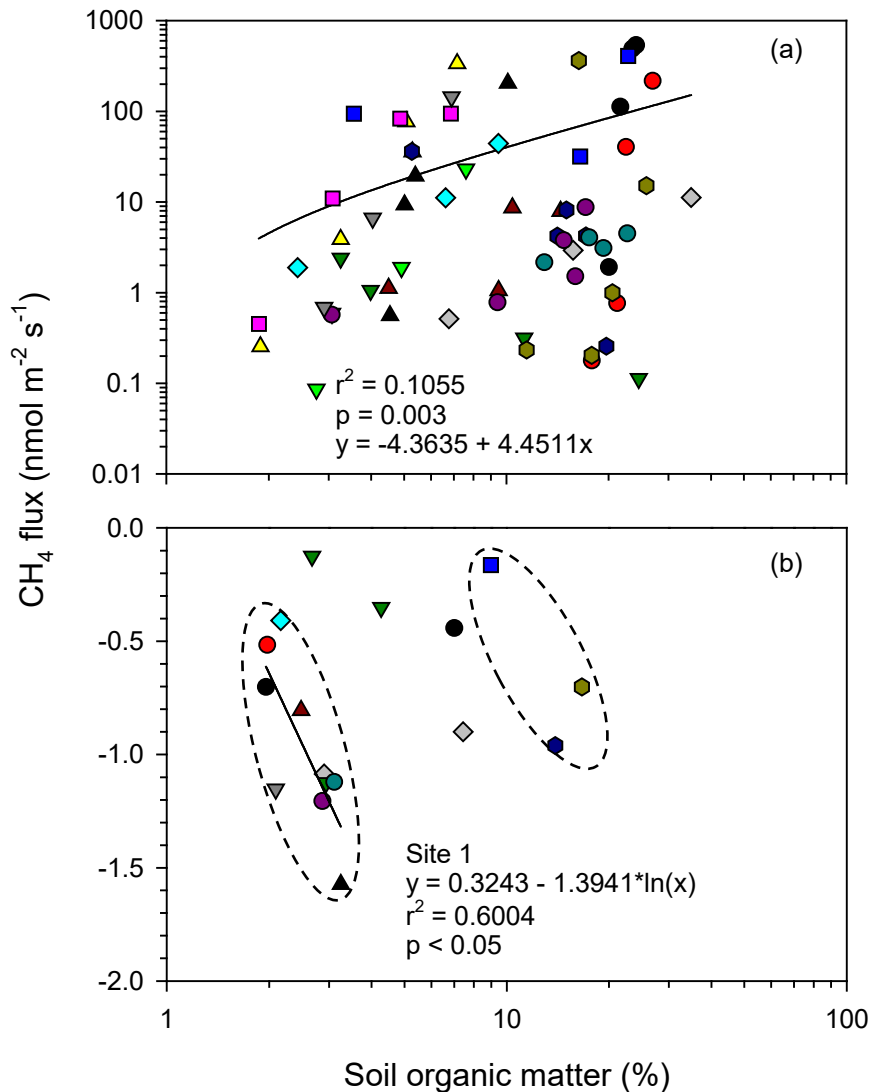 1000
100
10
1
0.1
0.01
(a)
r² = 0.1055
p = 0.003
y = -4.3635 + 4.4511x
CH₄ flux (nmol m⁻² s⁻¹)
0.0
-0.5
-1.0
-1.5
-2.0
(b)
Site 1
y = 0.3243 - 1.3941*ln(x)
r² = 0.6004
p < 0.05
1 10 100
Soil organic matter (%)